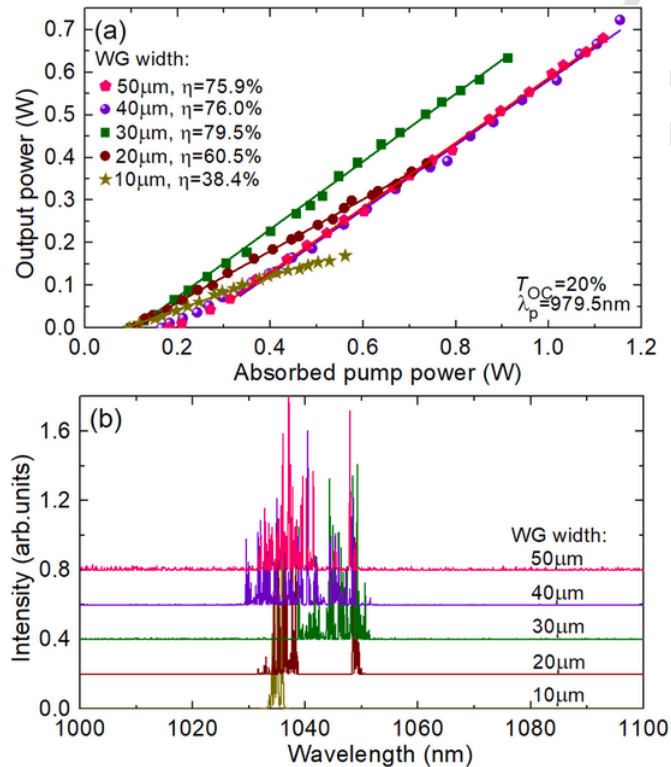 (a)
WG width:
50μm, η=75.9%
40μm, η=76.0%
30μm, η=79.5%
20μm, η=60.5%
10μm, η=38.4%
T_OC=20%
λ_p=979.5nm
Output power (W)
0.7
0.6
0.5
0.4
0.3
0.2
0.1
0.0
0.0 0.2 0.4 0.6 0.8 1.0 1.2
Absorbed pump power (W)
(b)
WG width:
50μm
40μm
30μm
20μm
10μm
Intensity (arb.units)
1.6
1.2
0.8
0.4
0.0
1000 1020 1040 1060 1080 1100
Wavelength (nm)